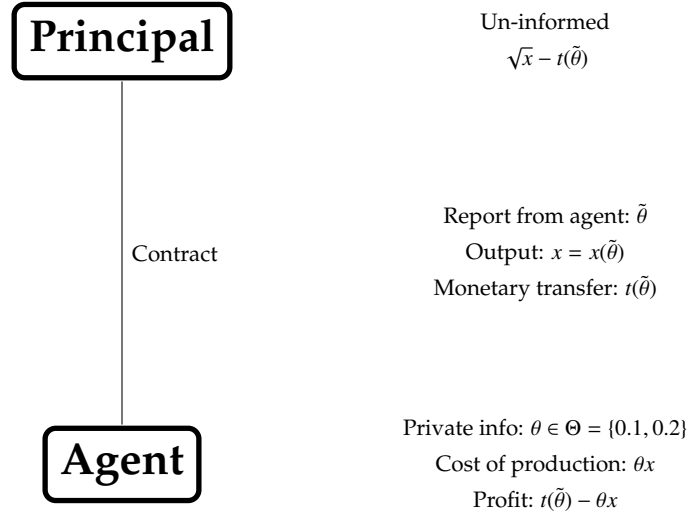 Principal
Un-informed
√x − t(θ̃)
Contract
Report from agent: θ̃
Output: x = x(θ̃)
Monetary transfer: t(θ̃)
Agent
Private info: θ ∈ Θ = {0.1, 0.2}
Cost of production: θx
Profit: t(θ̃) − θx